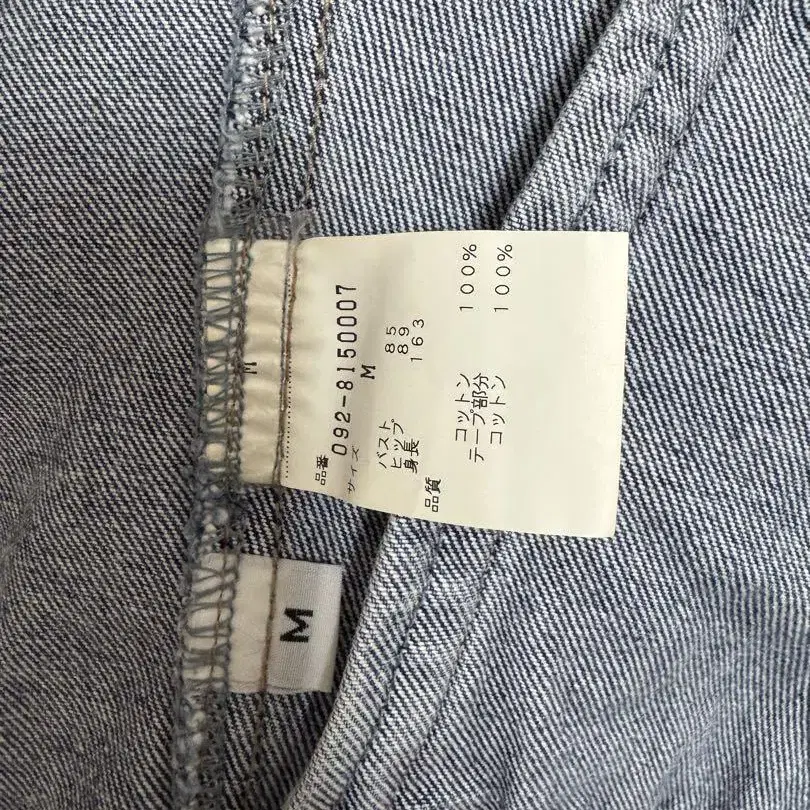 品番 092-8150007
サイズ M
バスト 85
ヒップ 89
身長 163
品質
コットン 100%
テープ部分
コットン 100%
M
M